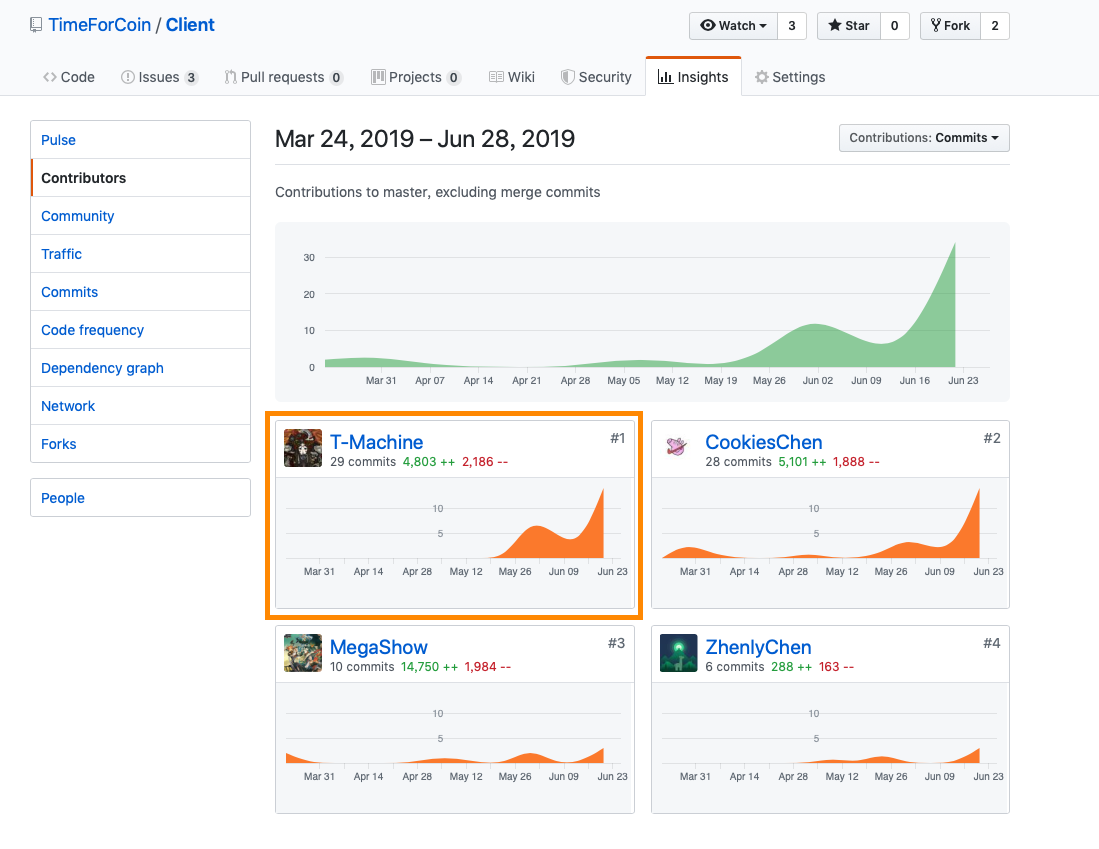 TimeForCoin / Client
Watch 3 Star 0 Fork 2
Code Issues 3 Pull requests 0 Projects 0 Wiki Security Insights Settings
Pulse
Contributors
Community
Traffic
Commits
Code frequency
Dependency graph
Network
Forks
People
Mar 24, 2019 – Jun 28, 2019
Contributions: Commits
Contributions to master, excluding merge commits
30
20
10
0
Mar 31 Apr 07 Apr 14 Apr 21 Apr 28 May 05 May 12 May 19 May 26 Jun 02 Jun 09 Jun 16 Jun 23
T-Machine #1
29 commits 4,803 ++ 2,186 --
10
5
Mar 31 Apr 14 Apr 28 May 12 May 26 Jun 09 Jun 23
CookiesChen #2
28 commits 5,101 ++ 1,888 --
10
5
Mar 31 Apr 14 Apr 28 May 12 May 26 Jun 09 Jun 23
MegaShow #3
10 commits 14,750 ++ 1,984 --
10
5
Mar 31 Apr 14 Apr 28 May 12 May 26 Jun 09 Jun 23
ZhenlyChen #4
6 commits 288 ++ 163 --
10
5
Mar 31 Apr 14 Apr 28 May 12 May 26 Jun 09 Jun 23